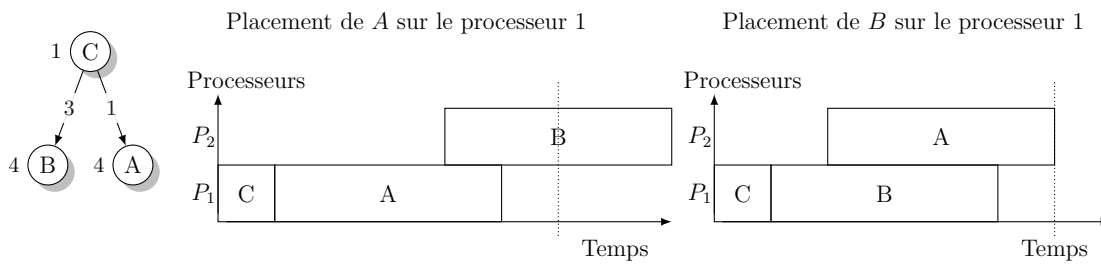 Placement de A sur le processeur 1
Placement de B sur le processeur 1
1 C
3 1
4 B 4 A
Processeurs
P2 B
P1 C A
Temps
Processeurs
P2 A
P1 C B
Temps